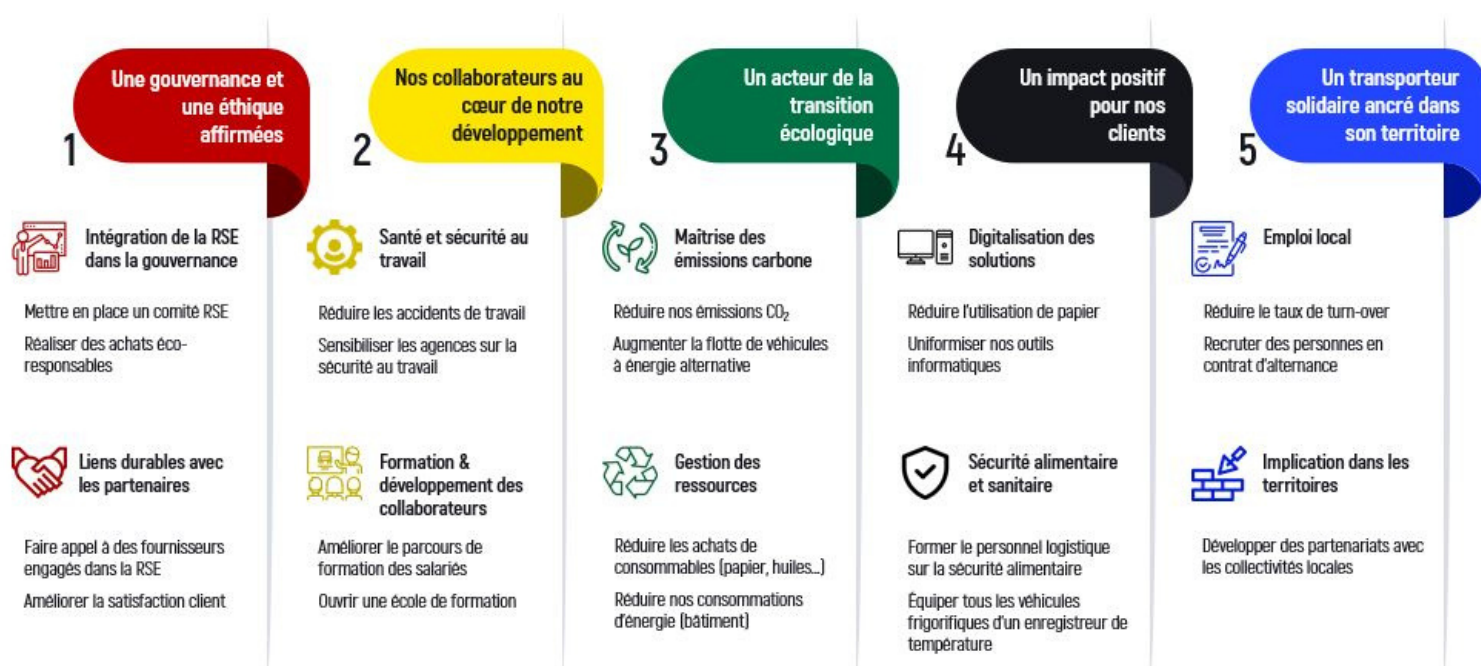 1
Une gouvernance et
une éthique
affirmées
Intégration de la RSE
dans la gouvernance
Mettre en place un comité RSE
Réaliser des achats éco-
responsables
Liens durables avec
les partenaires
Faire appel à des fournisseurs
engagés dans la RSE
Améliorer la satisfaction client
2
Nos collaborateurs au
cœur de notre
développement
Santé et sécurité au
travail
Réduire les accidents de travail
Sensibiliser les agences sur la
sécurité au travail
Formation &
développement des
collaborateurs
Améliorer le parcours de
formation des salariés
Ouvrir une école de formation
3
Un acteur de la
transition
écologique
Maîtrise des
émissions carbone
Réduire nos émissions CO₂
Augmenter la flotte de véhicules
à énergie alternative
Gestion des
ressources
Réduire les achats de
consommables (papier, huiles...)
Réduire nos consommations
d'énergie (bâtiment)
4
Un impact positif
pour nos
clients
Digitalisation des
solutions
Réduire l'utilisation de papier
Uniformiser nos outils
informatiques
Sécurité alimentaire
et sanitaire
Former le personnel logistique
sur la sécurité alimentaire
Équiper tous les véhicules
frigorifiques d'un enregistreur de
température
5
Un transporteur
solidaire ancré dans
son territoire
Emploi local
Réduire le taux de turn-over
Recruter des personnes en
contrat d'alternance
Implication dans les
territoires
Développer des partenariats avec
les collectivités locales